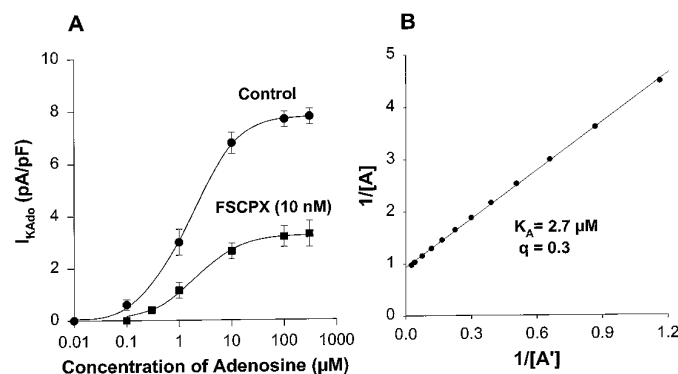 A
I_KAdo (pA/pF)
10
8
6
4
2
0
Control
FSCPX (10 nM)
0.01 0.1 1 10 100 1000
Concentration of Adenosine (µM)
B
1/[A]
5
4
3
2
1
0
K_A= 2.7 µM
q = 0.3
0.0 0.3 0.6 0.9 1.2
1/[A']